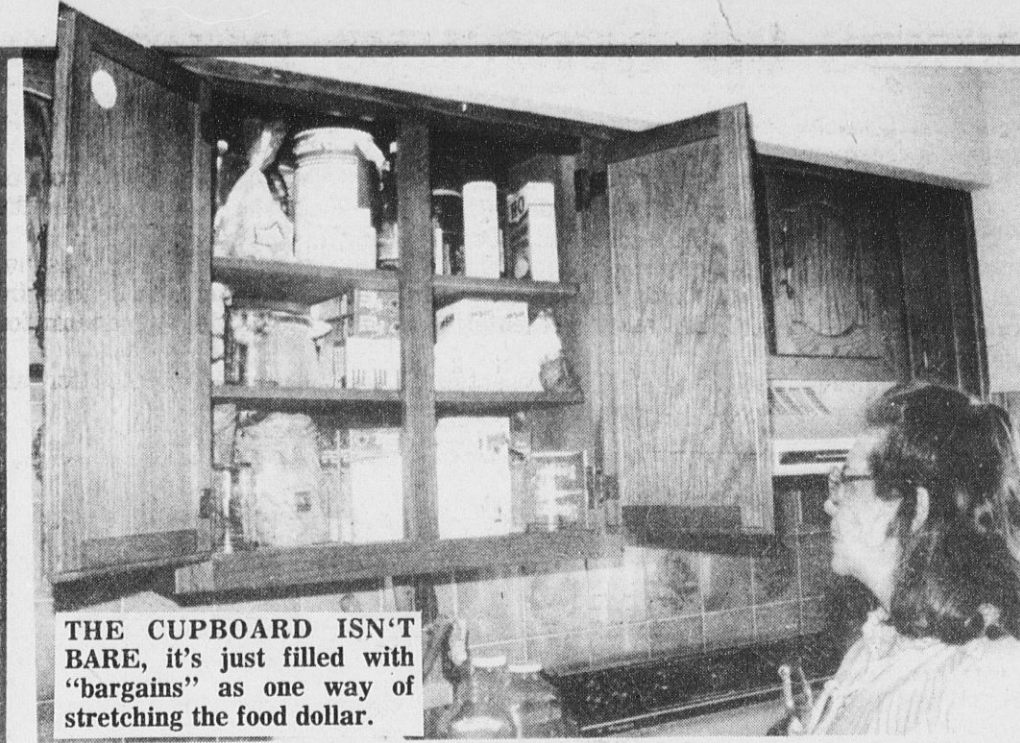 THE CUPBOARD ISN'T
BARE, it's just filled with
"bargains" as one way of
stretching the food dollar.